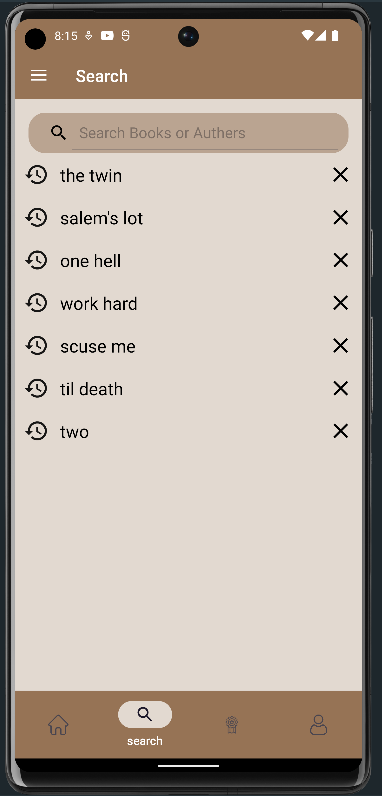 8:15
Search
Search Books or Authers
the twin
salem's lot
one hell
work hard
scuse me
til death
two
search